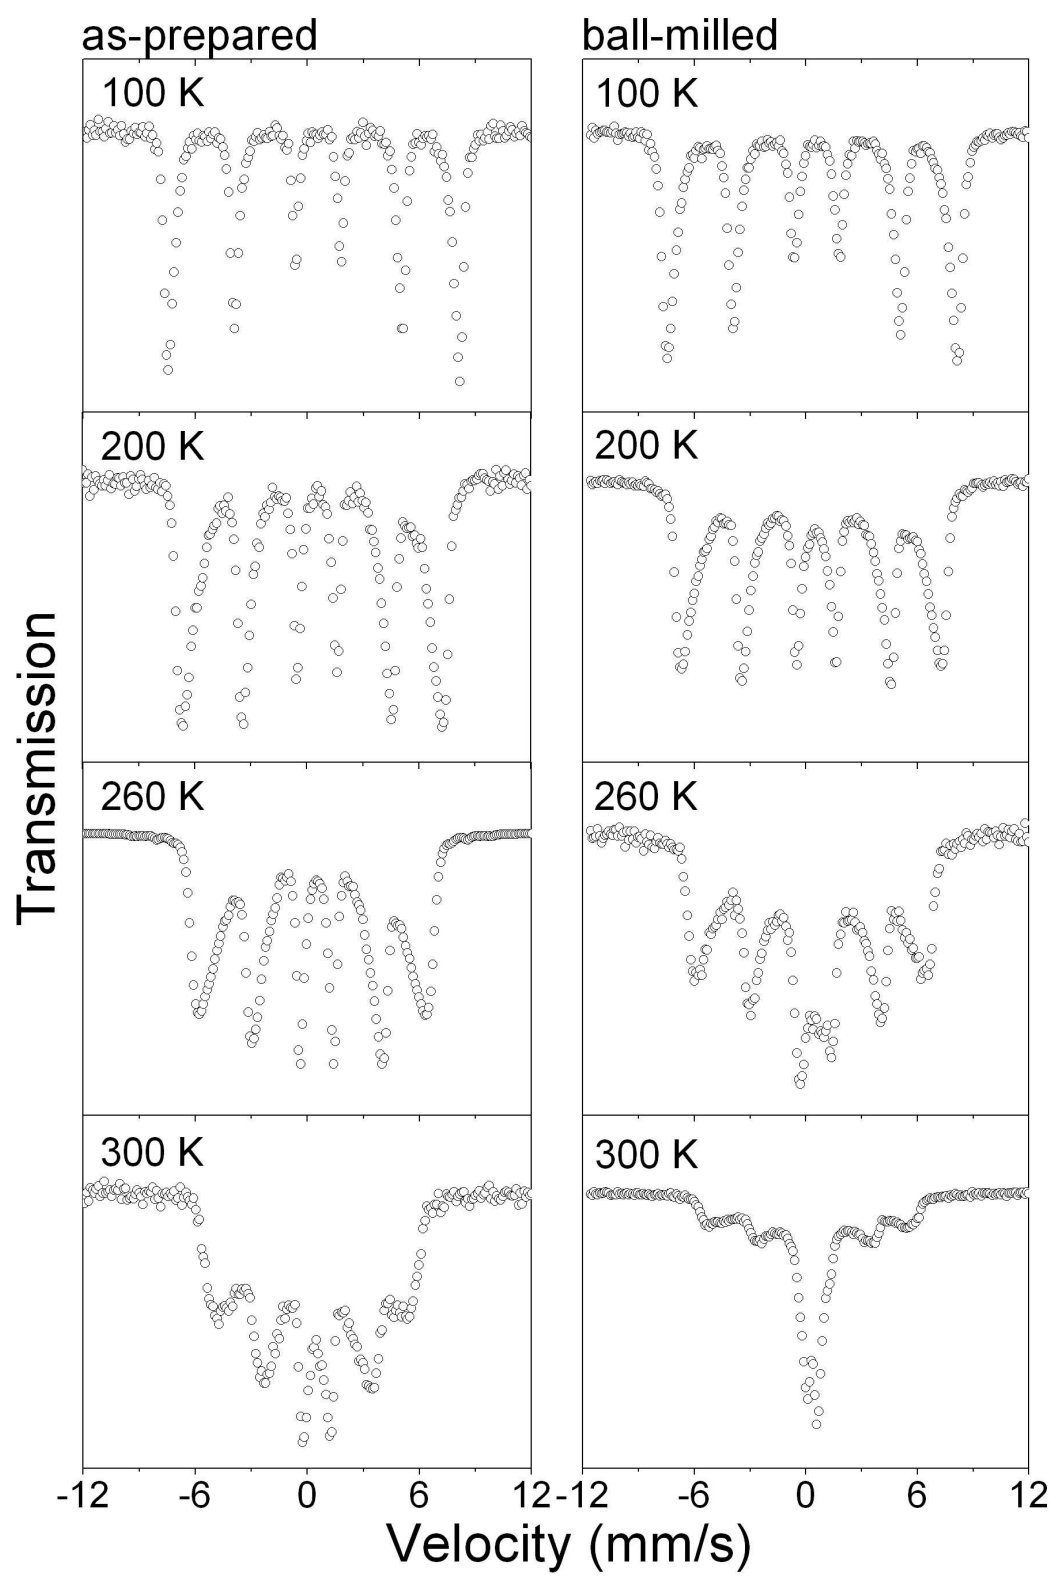 as-prepared
ball-milled
100 K
100 K
200 K
200 K
260 K
260 K
300 K
300 K
Transmission
-12 -6 0 6 12 -12 -6 0 6 12
Velocity (mm/s)